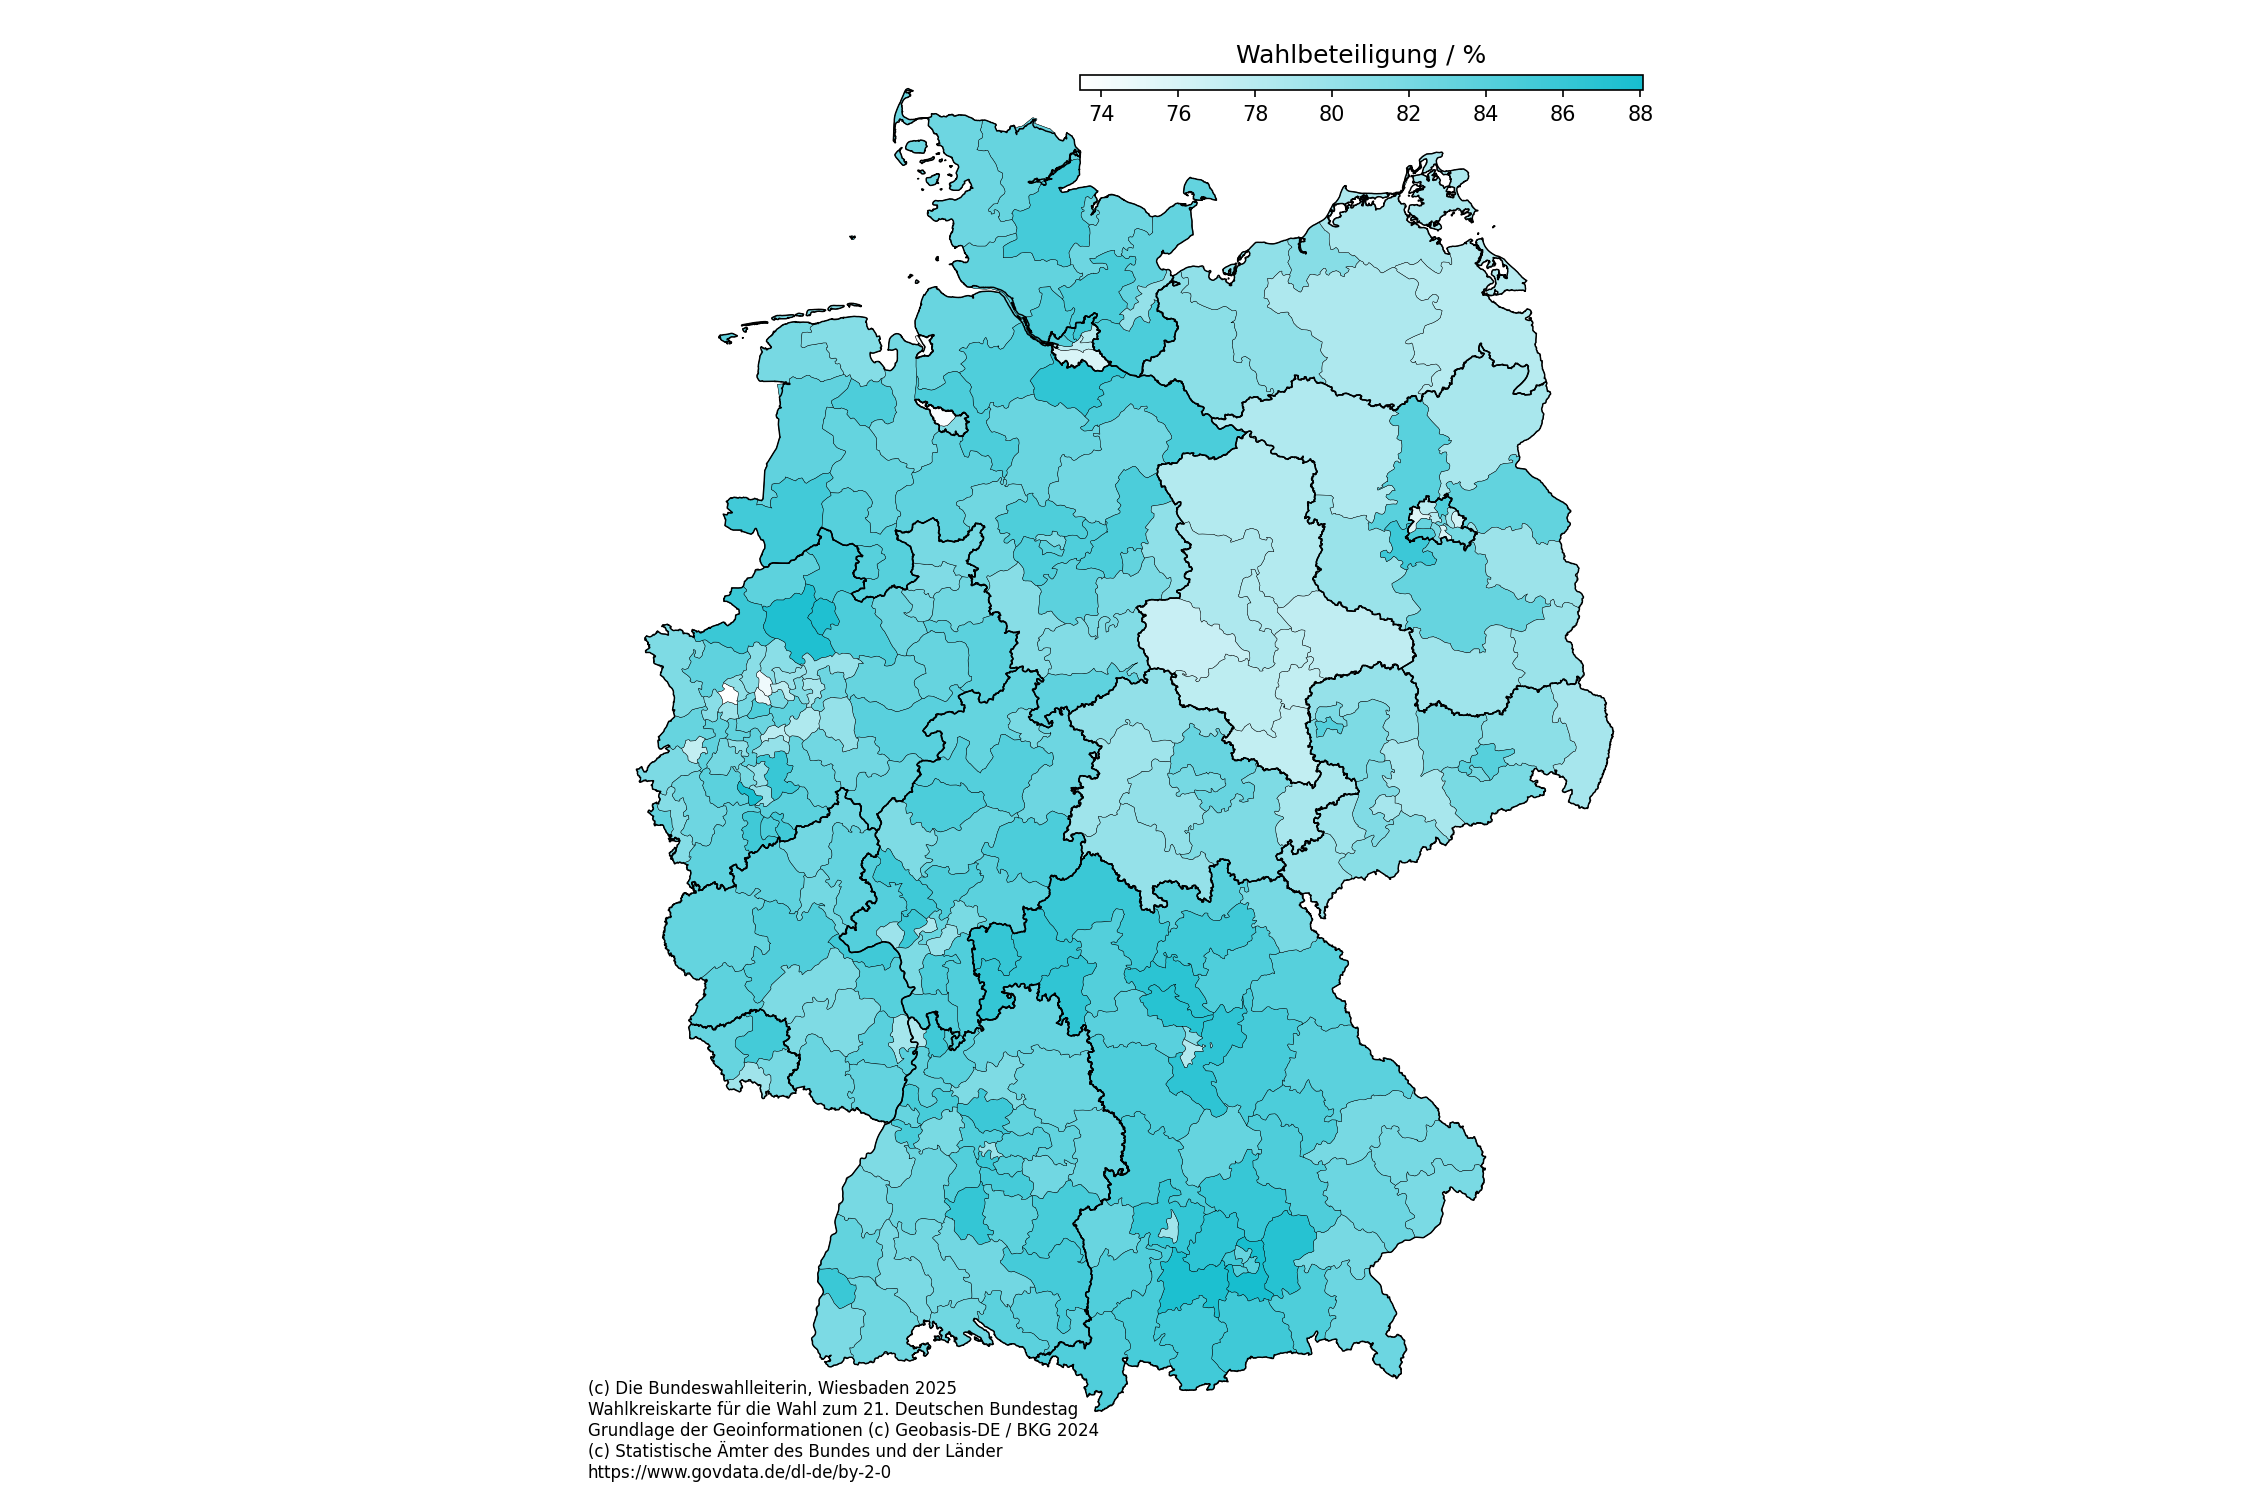 Wahlbeteiligung / %
74 76 78 80 82 84 86 88
(c) Die Bundeswahlleiterin, Wiesbaden 2025
Wahlkreiskarte für die Wahl zum 21. Deutschen Bundestag
Grundlage der Geoinformationen (c) Geobasis-DE / BKG 2024
(c) Statistische Ämter des Bundes und der Länder
https://www.govdata.de/dl-de/by-2-0